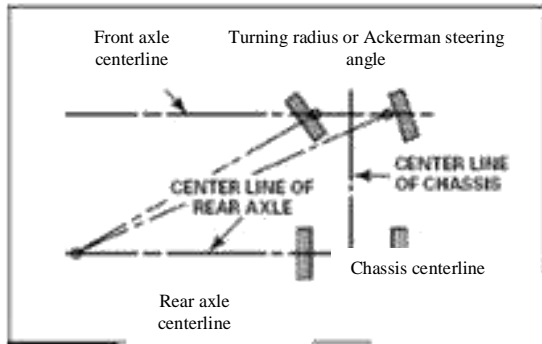 Front axle
centerline
Turning radius or Ackerman steering
angle
CENTER LINE OF
REAR AXLE
CENTER LINE
OF CHASSIS
Chassis centerline
Rear axle
centerline